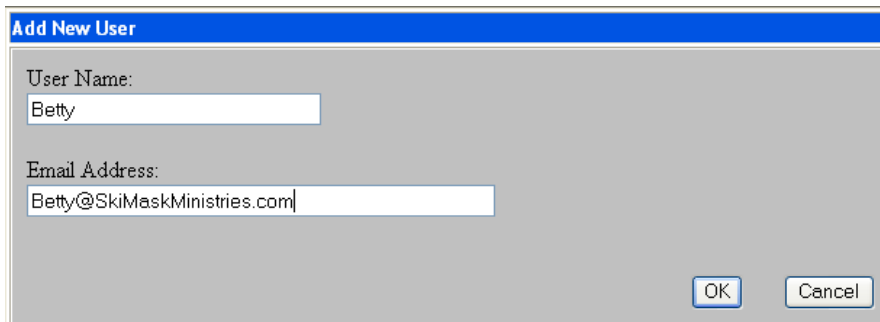 Add New User
User Name:
Betty
Email Address:
Betty@SkiMaskMinistries.com
OK Cancel